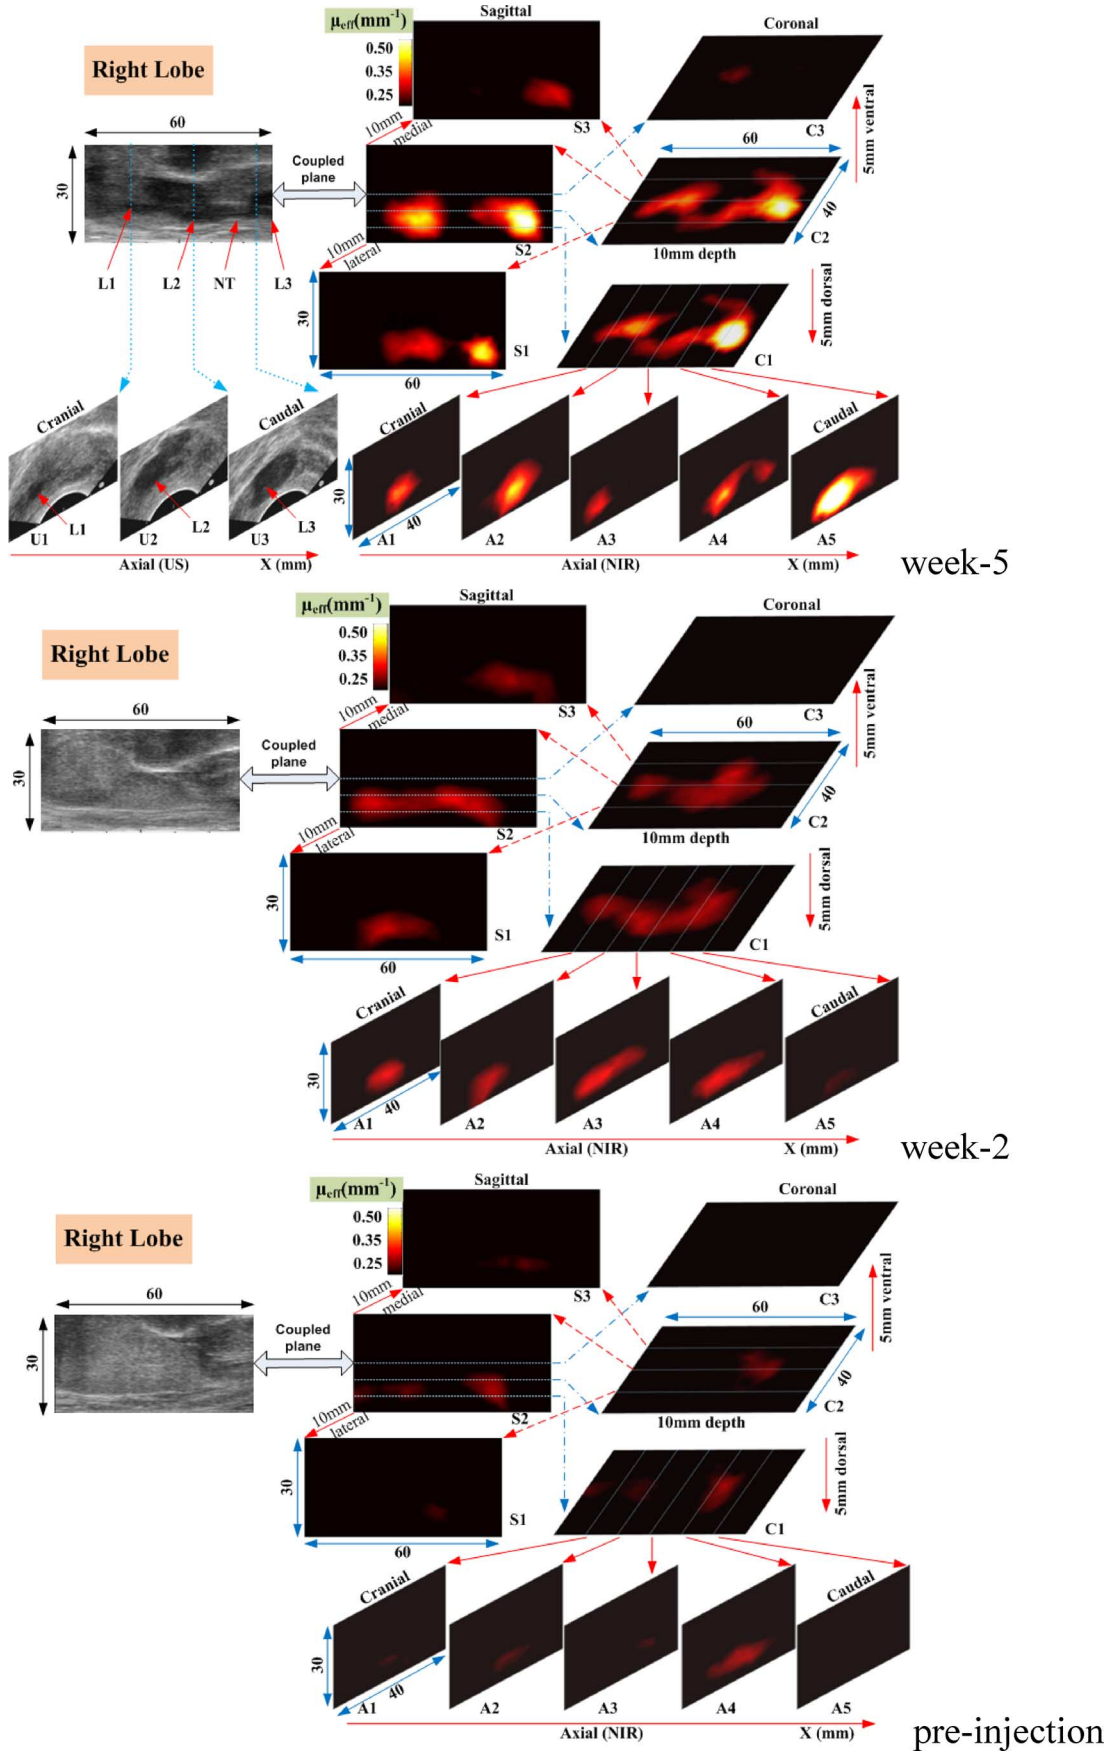 Sagittal
Coronal
μeff(mm-1)
0.50
0.35
0.25
Right Lobe
60
30
Coupled
plane
10mm
medial
S3
C3
5mm ventral
60
40
S2
10mm depth
C2
10mm
lateral
L1
L2
NT
L3
30
S1
60
C1
5mm dorsal
Cranial
Caudal
L1
L2
L3
U1
U2
U3
Axial (US)
X (mm)
Cranial
Caudal
30
40
A1
A2
A3
A4
A5
Axial (NIR)
X (mm)
week-5
Sagittal
Coronal
μeff(mm-1)
0.50
0.35
0.25
Right Lobe
60
30
Coupled
plane
10mm
medial
S3
C3
5mm ventral
60
40
S2
10mm depth
C2
10mm
lateral
30
S1
60
C1
5mm dorsal
Cranial
Caudal
30
40
A1
A2
A3
A4
A5
Axial (NIR)
X (mm)
week-2
Sagittal
Coronal
μeff(mm-1)
0.50
0.35
0.25
Right Lobe
60
30
Coupled
plane
10mm
medial
S3
C3
5mm ventral
60
40
S2
10mm depth
C2
10mm
lateral
30
S1
60
C1
5mm dorsal
Cranial
Caudal
30
40
A1
A2
A3
A4
A5
Axial (NIR)
X (mm)
pre-injection